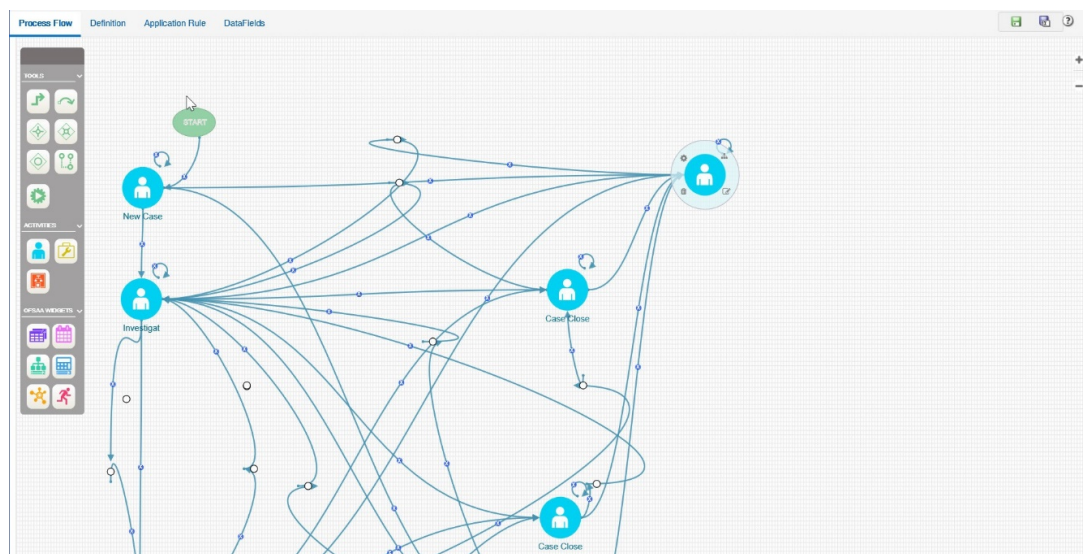 Process Flow Definition Application Rule DataFields
TOOLS
START
New Case
ACTIVITIES
Case Close
Investigat
OFSAA WIDGETS
Case Close